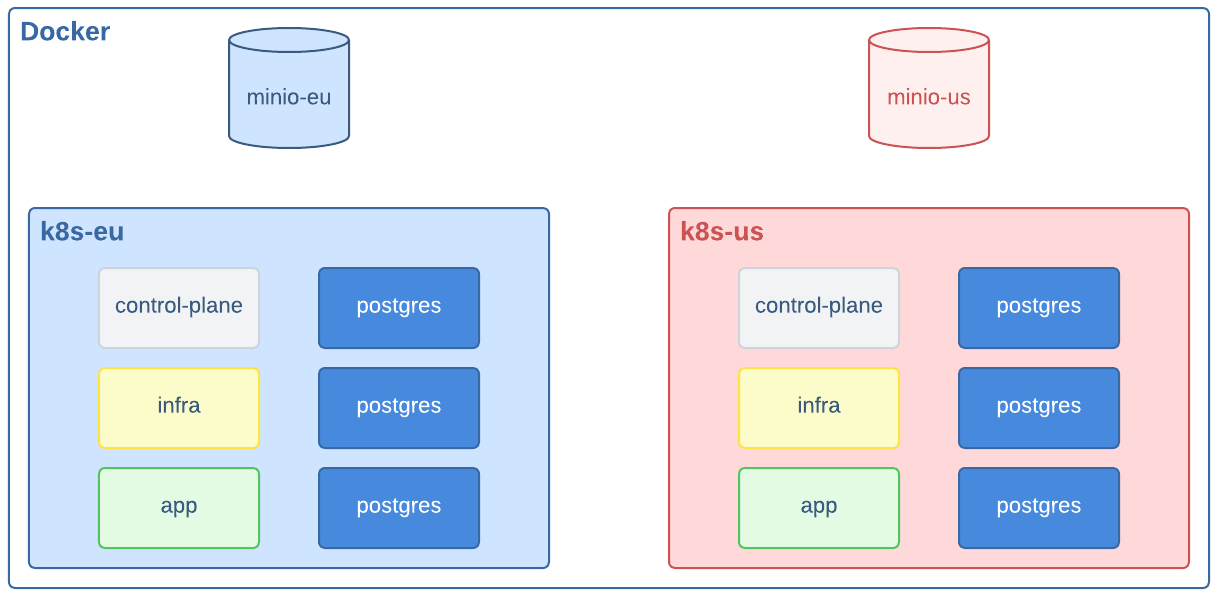 Docker
minio-eu
minio-us
k8s-eu
k8s-us
control-plane
postgres
control-plane
postgres
infra
postgres
infra
postgres
app
postgres
app
postgres